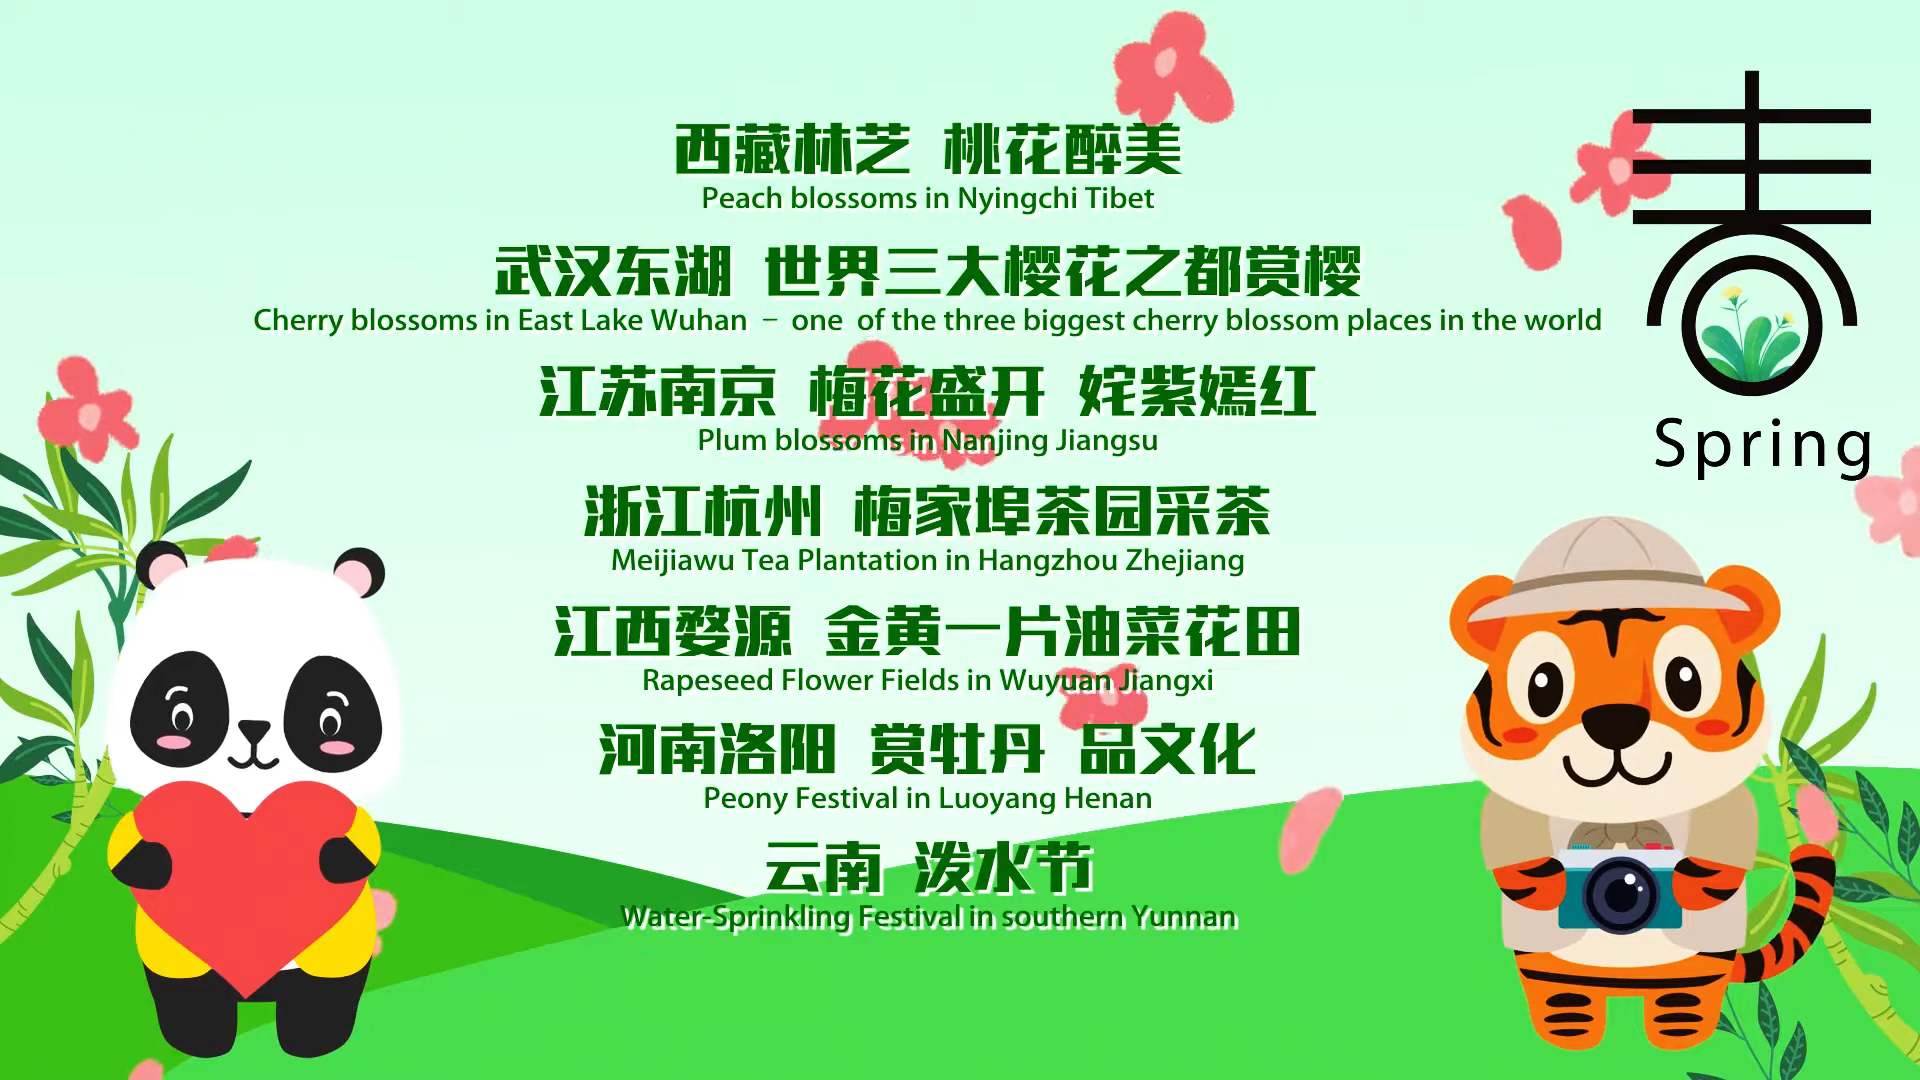 西藏林芝 桃花醉美
Peach blossoms in Nyingchi Tibet
武汉东湖 世界三大樱花之都赏樱
Cherry blossoms in East Lake Wuhan - one of the three biggest cherry blossom places in the world
江苏南京 梅花盛开 姹紫嫣红
Plum blossoms in Nanjing Jiangsu
浙江杭州 梅家埠茶园采茶
Meijiawu Tea Plantation in Hangzhou Zhejiang
江西婺源 金黄一片油菜花田
Rapeseed Flower Fields in Wuyuan Jiangxi
河南洛阳 赏牡丹 品文化
Peony Festival in Luoyang Henan
云南 泼水节
Water-Sprinkling Festival in southern Yunnan
春
Spring